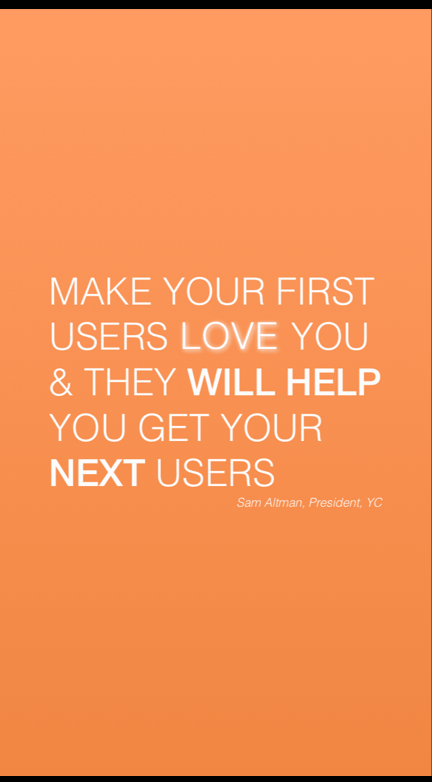 MAKE YOUR FIRST
USERS LOVE YOU
& THEY WILL HELP
YOU GET YOUR
NEXT USERS
Sam Altman, President, YC